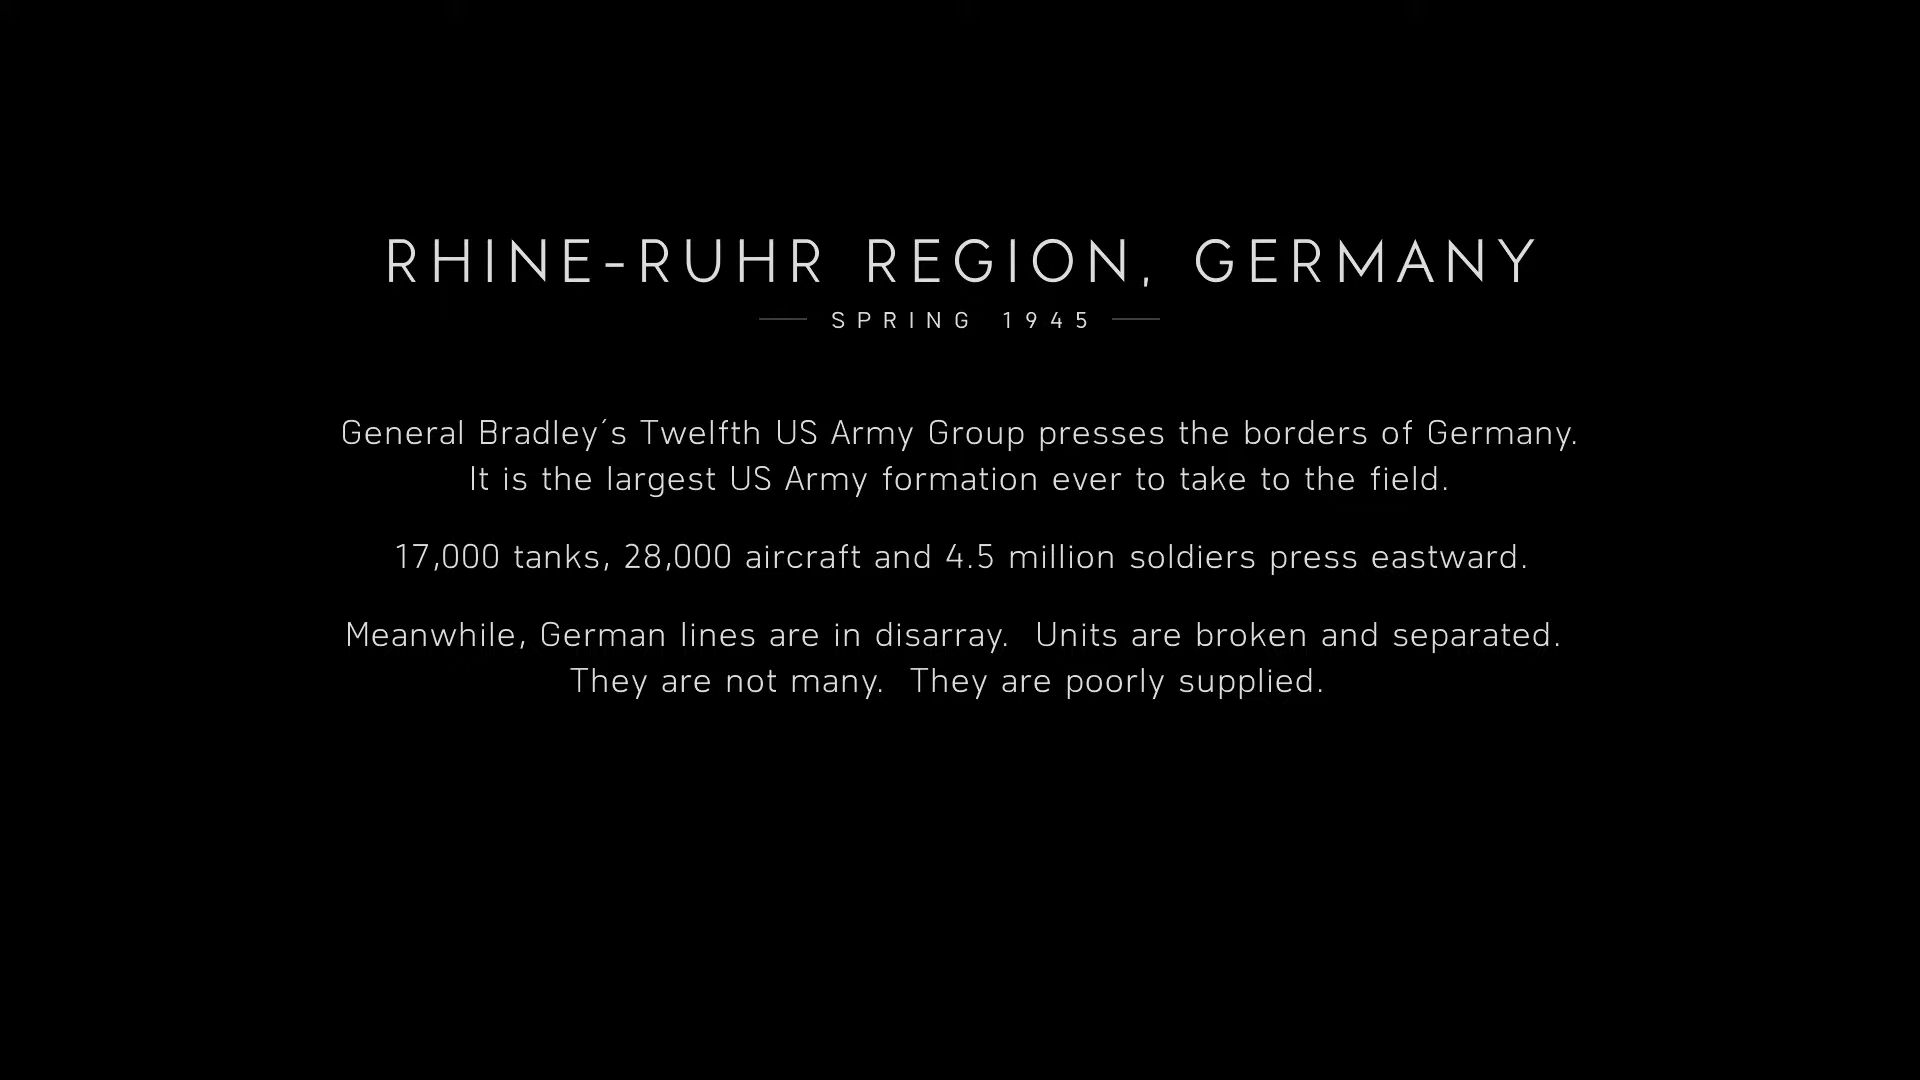 RHINE-RUHR REGION, GERMANY
SPRING 1945
General Bradley´s Twelfth US Army Group presses the borders of Germany.
It is the largest US Army formation ever to take to the field.
17,000 tanks, 28,000 aircraft and 4.5 million soldiers press eastward.
Meanwhile, German lines are in disarray.  Units are broken and separated.
They are not many.  They are poorly supplied.